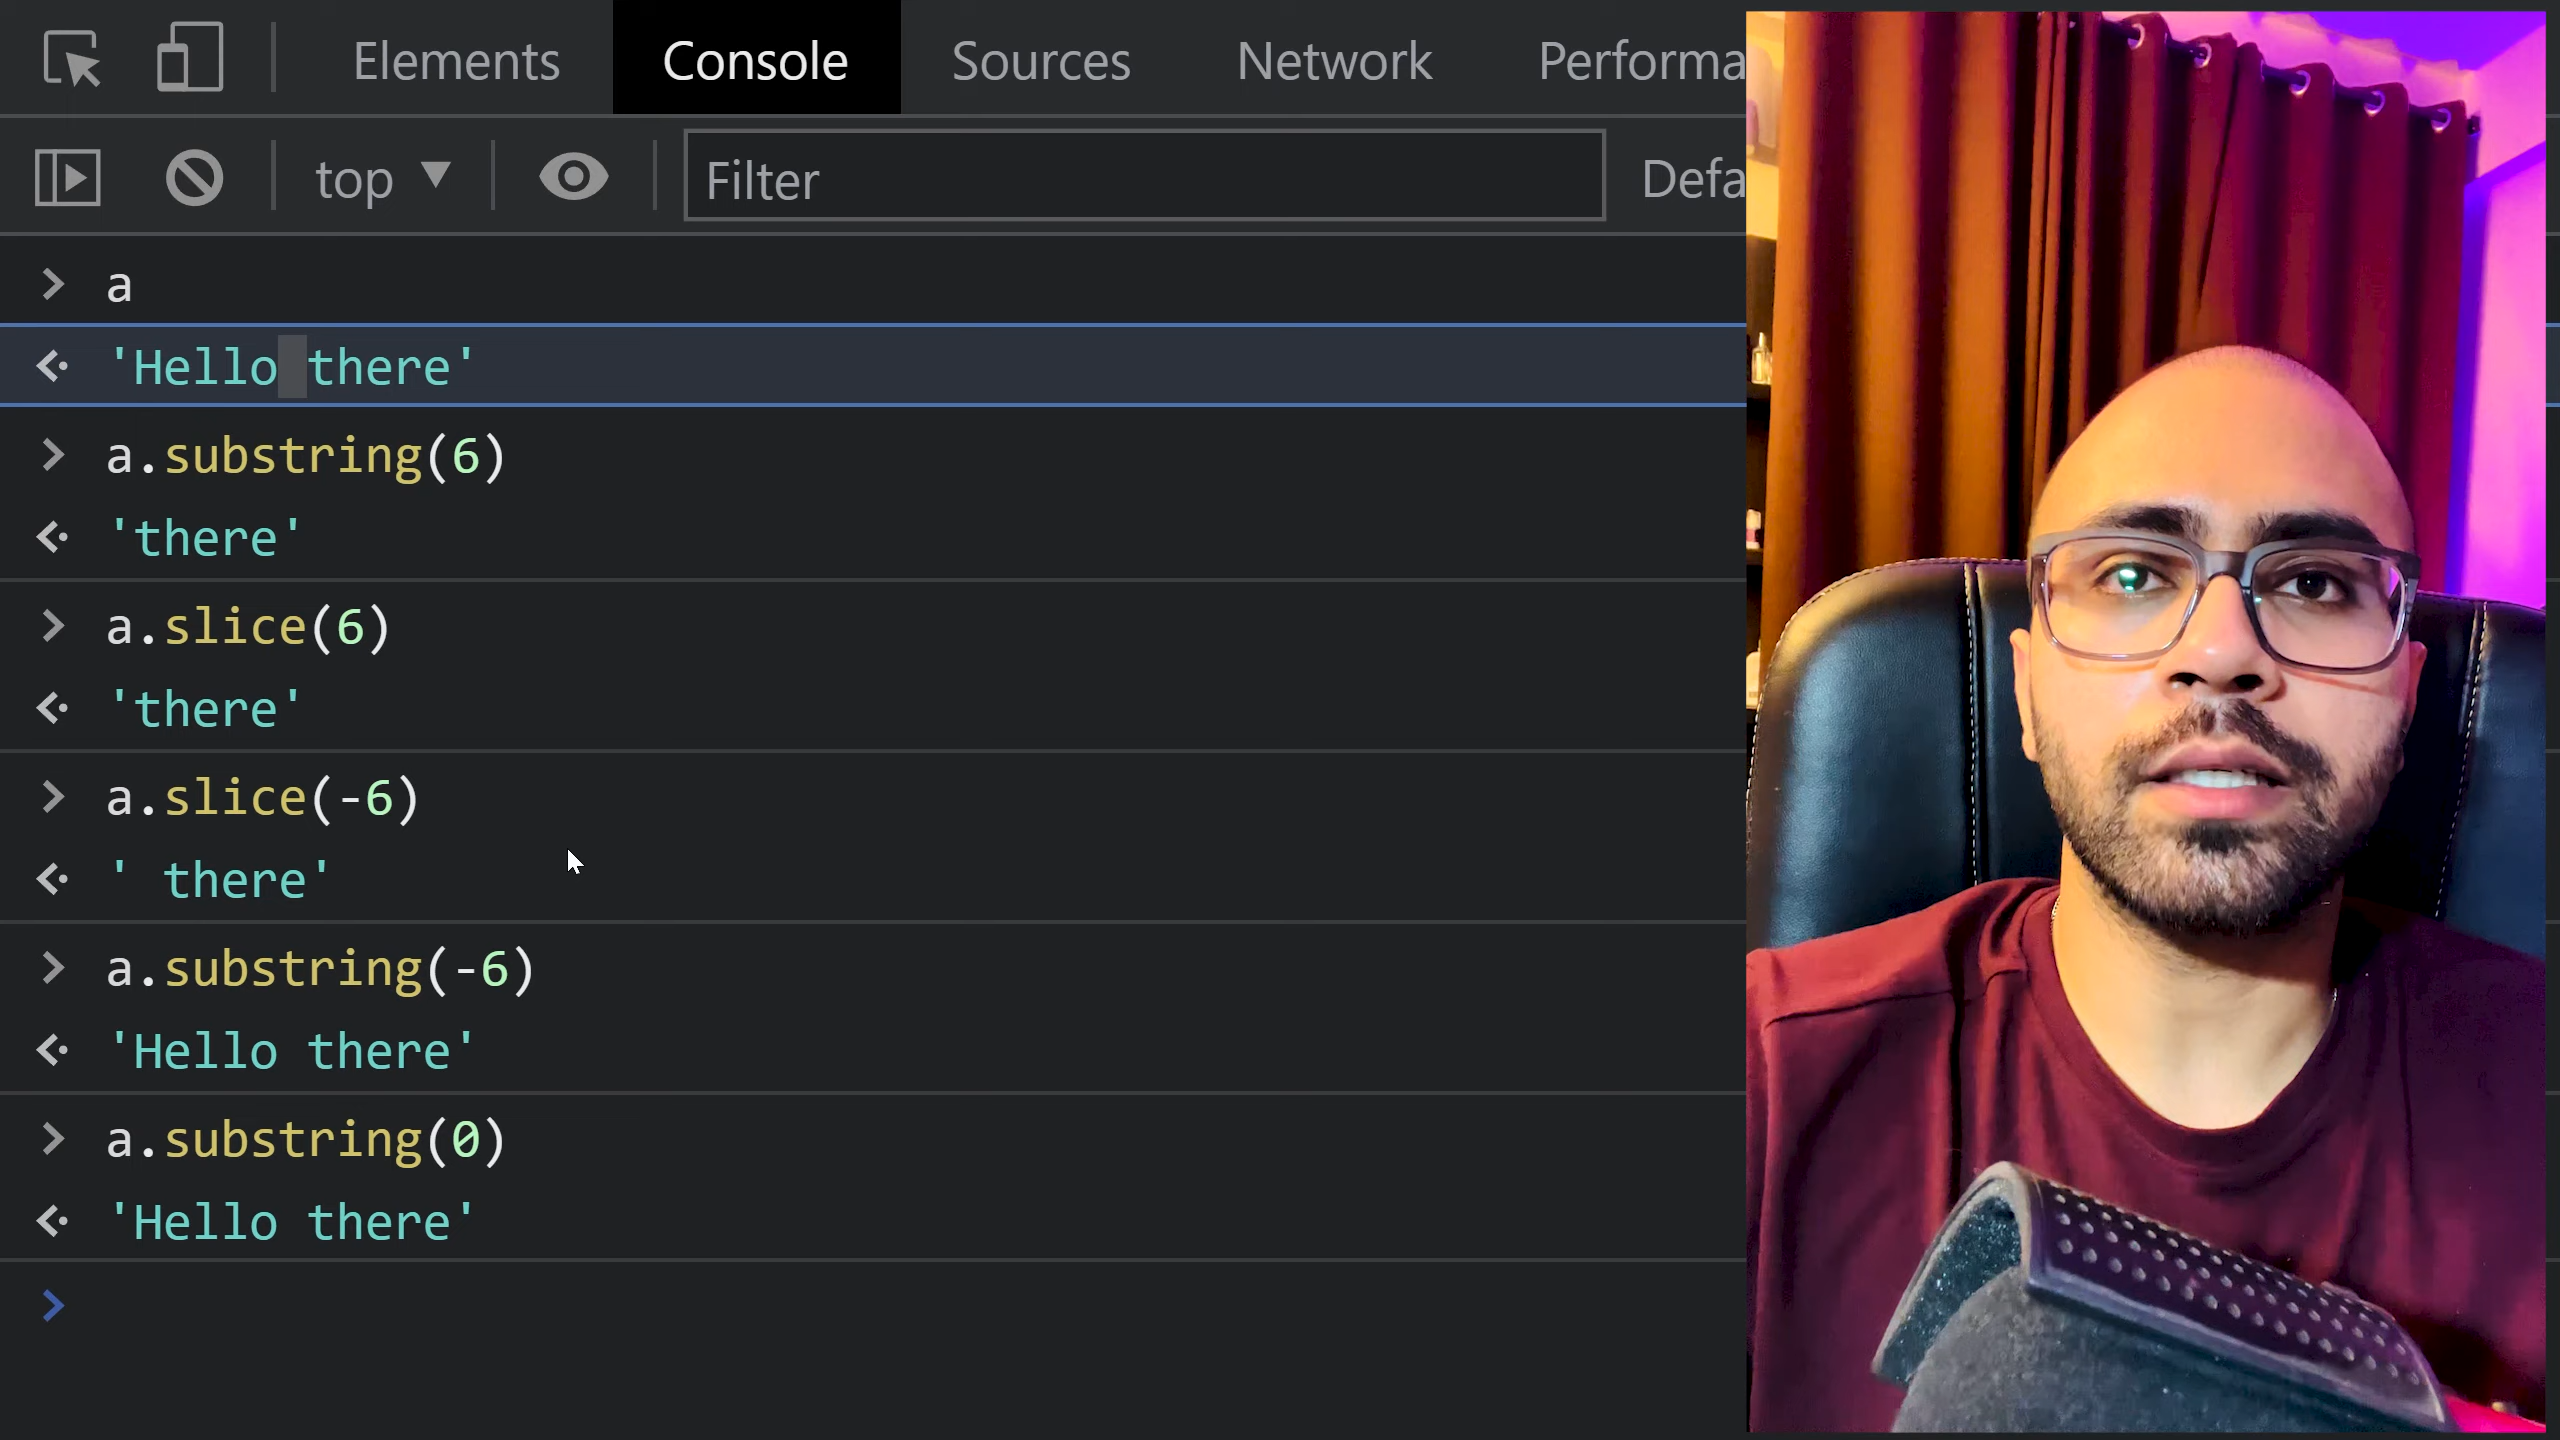 Elements Console Sources Network Performa
top Filter Defa
> a
'Hello there'
> a.substring(6)
'there'
> a.slice(6)
'there'
> a.slice(-6)
' there'
> a.substring(-6)
'Hello there'
> a.substring(0)
'Hello there'
>